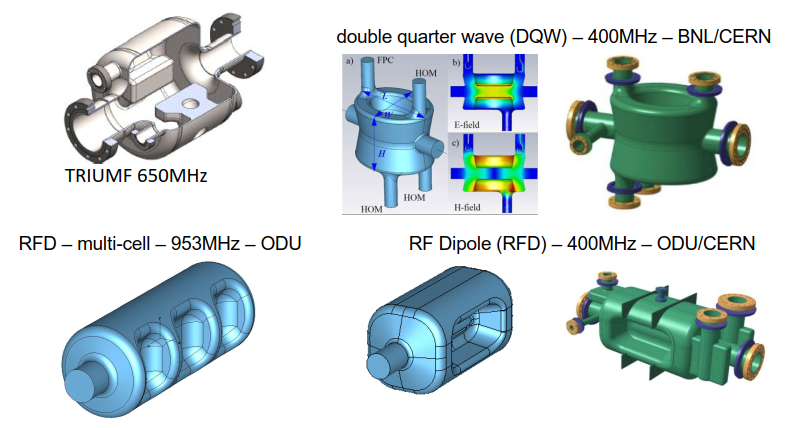 double quarter wave (DQW) – 400MHz – BNL/CERN
a)
FPC
HOM
b)
L
W
H
E-field
c)
HOM
HOM
H-field
TRIUMF 650MHz
RFD – multi-cell – 953MHz – ODU
RF Dipole (RFD) – 400MHz – ODU/CERN